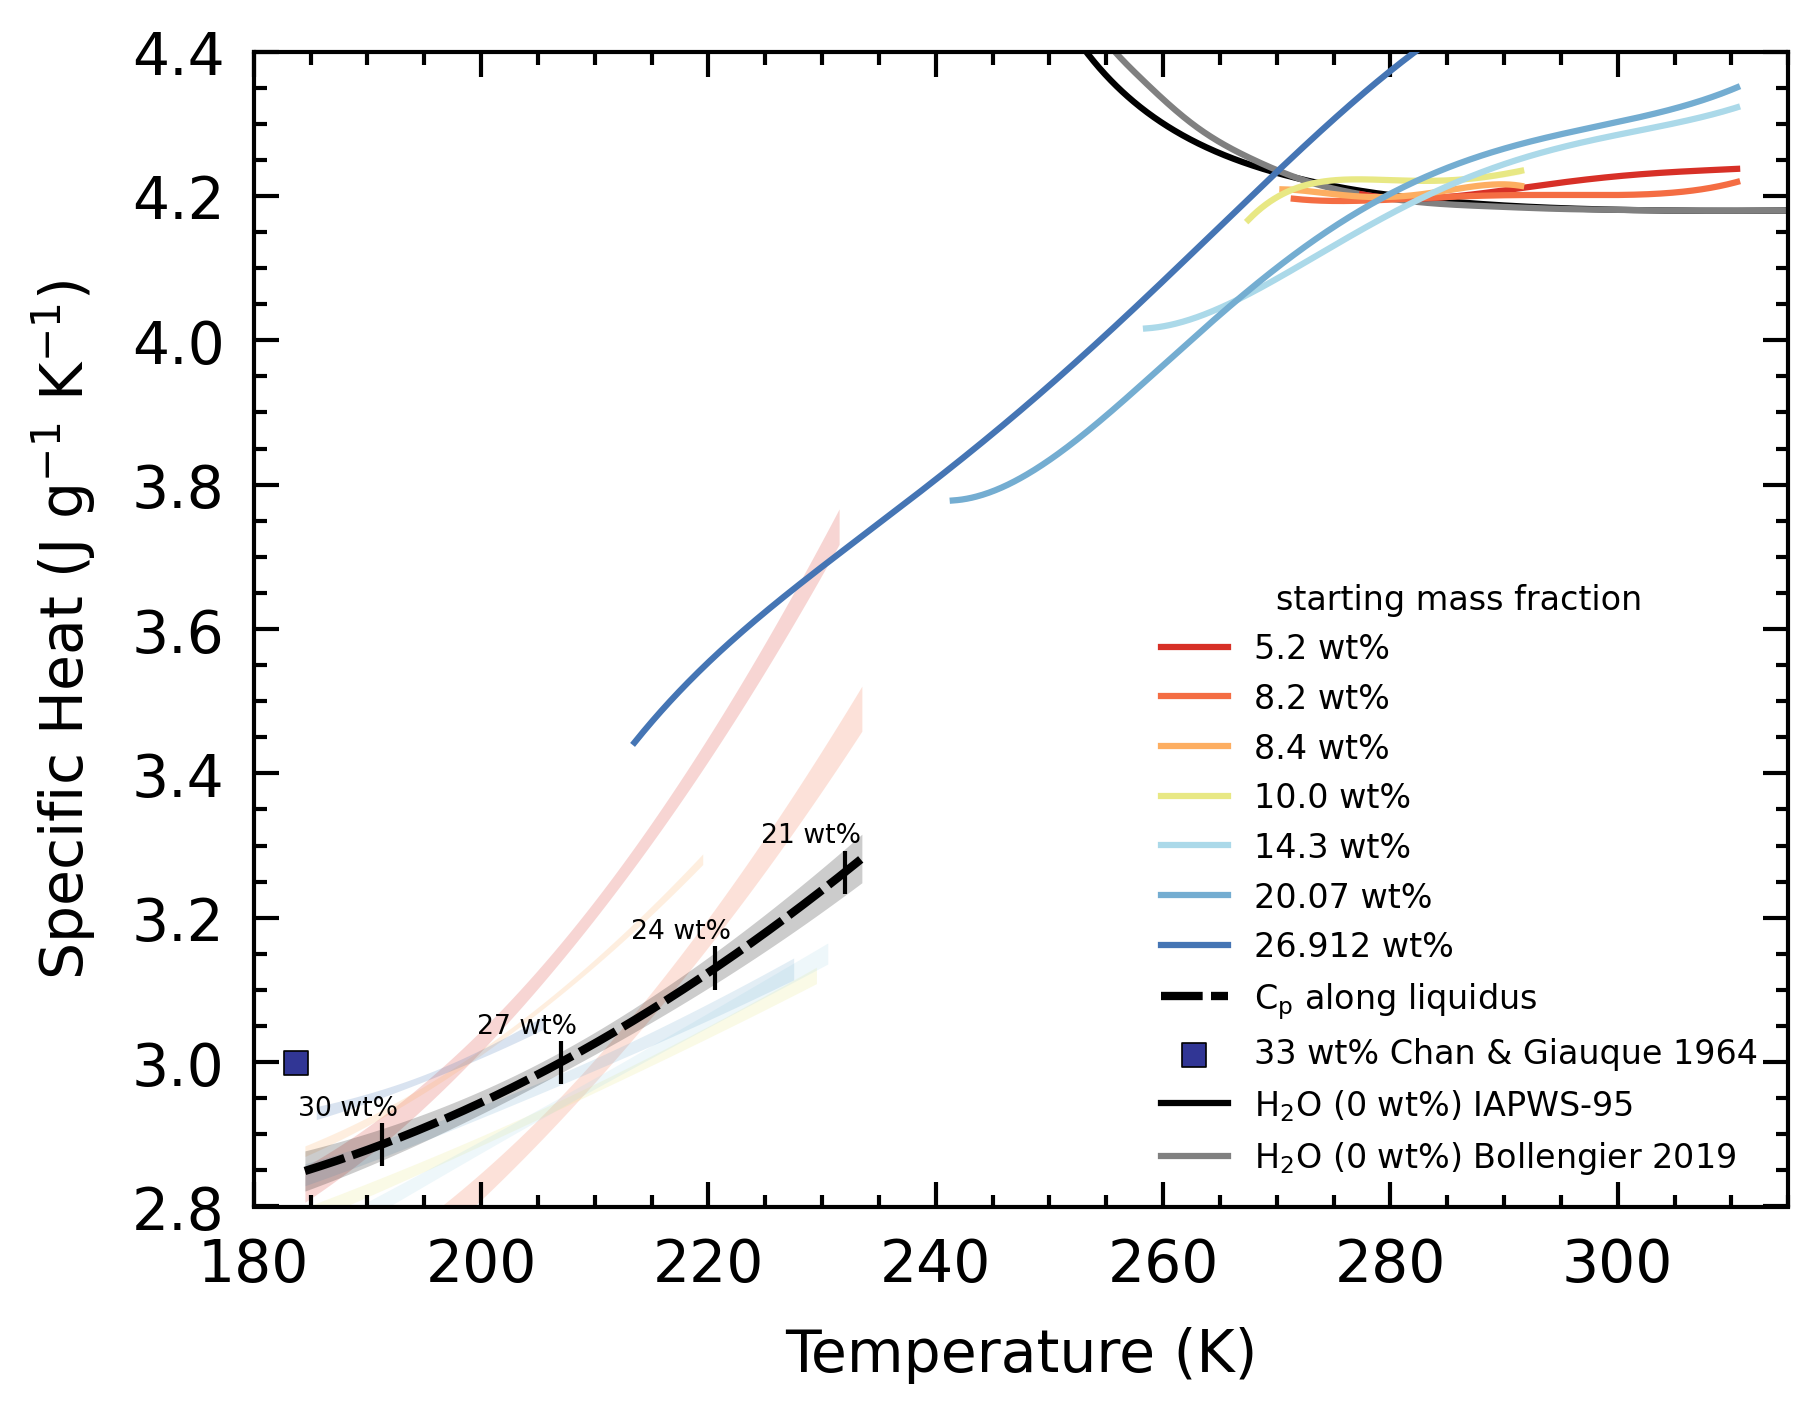 4.4
4.2
4.0
3.8
3.6
3.4
3.2
3.0
2.8
Specific Heat (J g⁻¹ K⁻¹)
21 wt%
24 wt%
27 wt%
30 wt%
starting mass fraction
5.2 wt%
8.2 wt%
8.4 wt%
10.0 wt%
14.3 wt%
20.07 wt%
26.912 wt%
Cₚ along liquidus
33 wt% Chan & Giauque 1964
H₂O (0 wt%) IAPWS-95
H₂O (0 wt%) Bollengier 2019
180 200 220 240 260 280 300
Temperature (K)